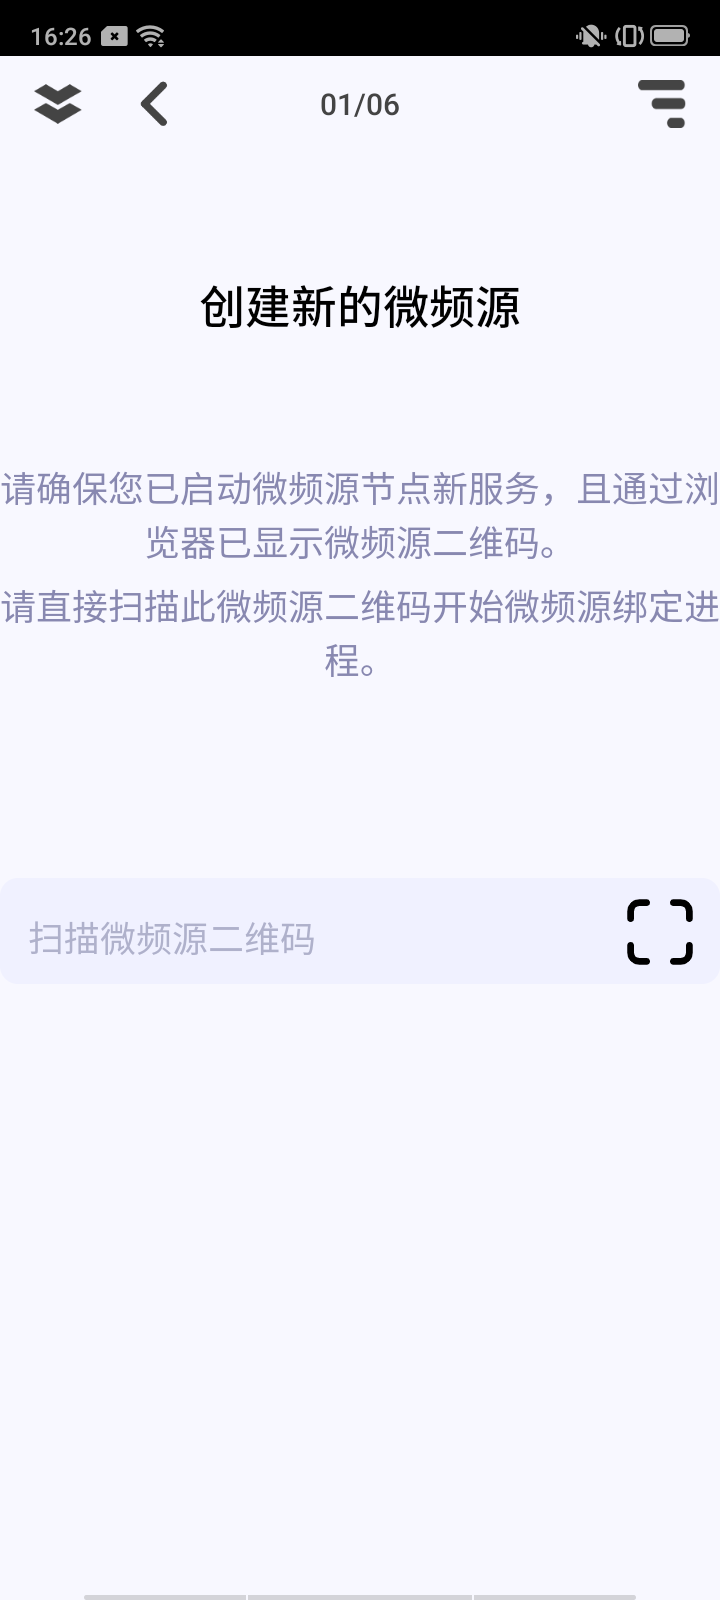 16:26
01/06
创建新的微频源
请确保您已启动微频源节点新服务，且通过浏
览器已显示微频源二维码。
请直接扫描此微频源二维码开始微频源绑定进
程。
扫描微频源二维码